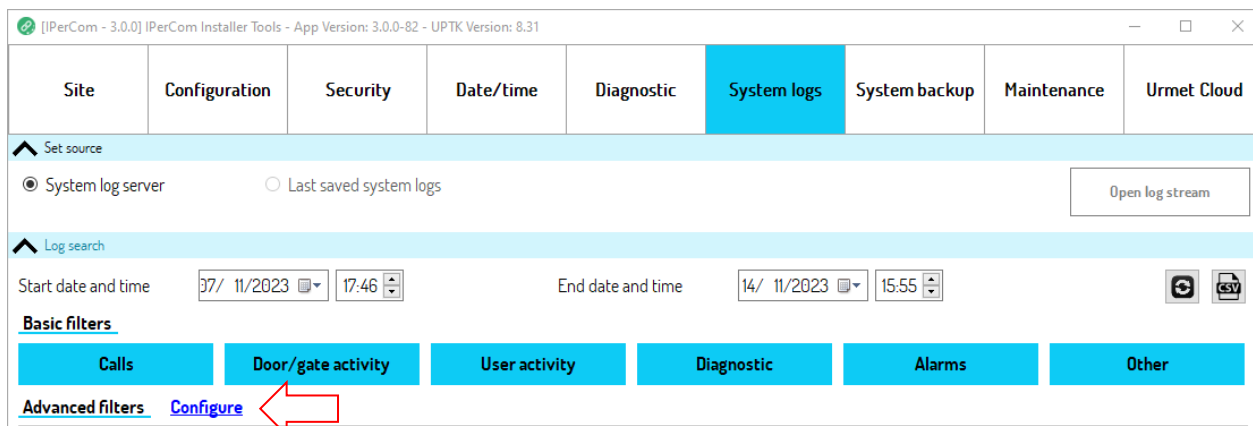 [IPerCom - 3.0.0] IPerCom Installer Tools - App Version: 3.0.0-82 - UPTK Version: 8.31
Site Configuration Security Date/time Diagnostic System logs System backup Maintenance Urmet Cloud
Set source
System log server Last saved system logs Open log stream
Log search
Start date and time 07/ 11/2023 17:46 End date and time 14/ 11/2023 15:55 CSV
Basic filters
Calls Door/gate activity User activity Diagnostic Alarms Other
Advanced filters Configure